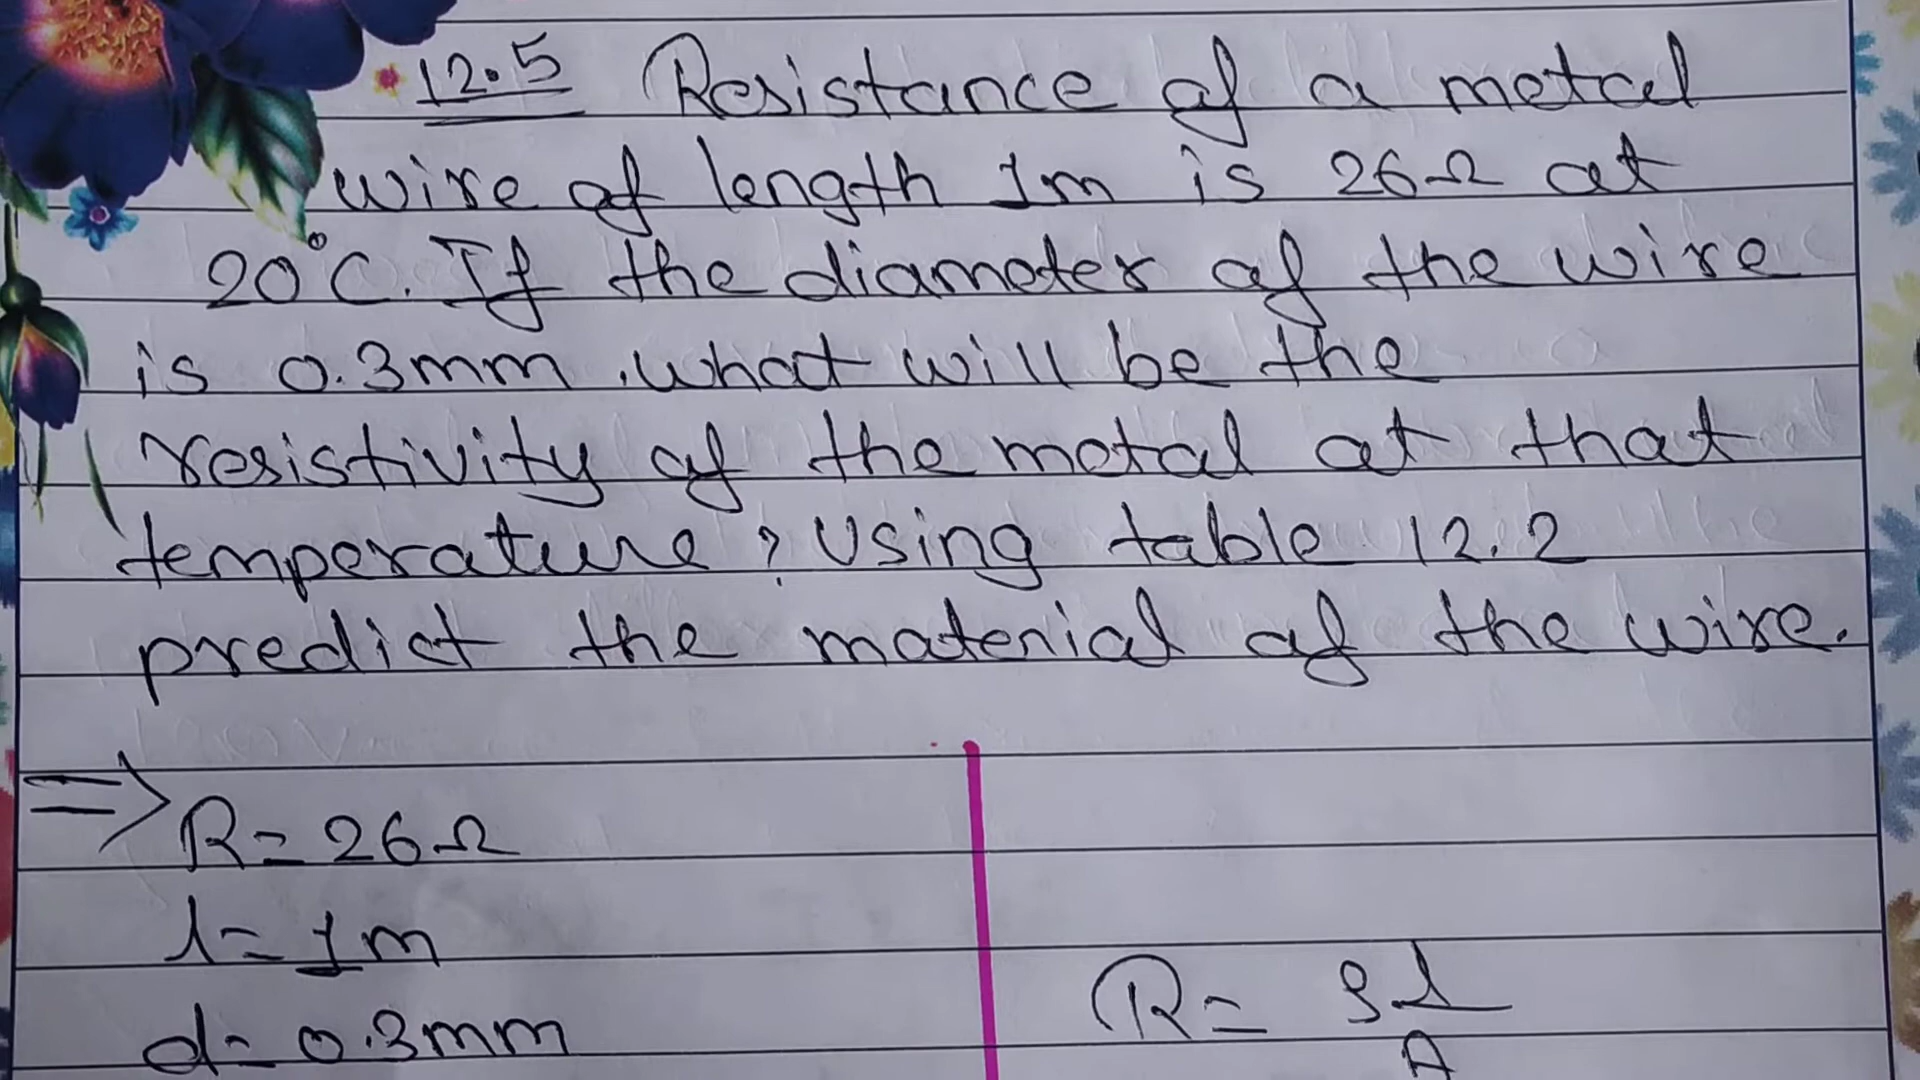 12.5 Resistance of a metal
wire of length 1m is 26Ω at
20°C. If the diameter of the wire
is 0.3mm, what will be the
resistivity of the metal at that
temperature? Using table 12.2
predict the material of the wire.
⇒ R = 26Ω
l = 1m
d = 0.3mm
R = ρl/A